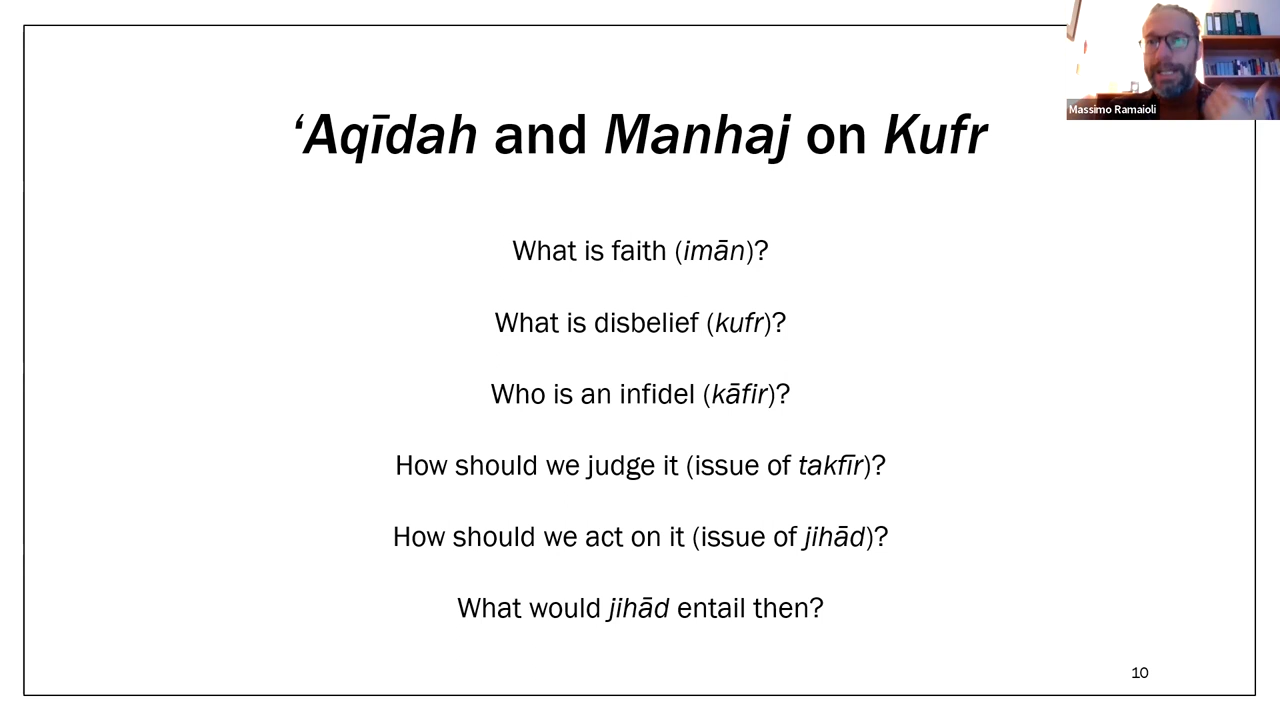 Massimo Ramaioli
‘Aqīdah and Manhaj on Kufr
What is faith (imān)?
What is disbelief (kufr)?
Who is an infidel (kāfir)?
How should we judge it (issue of takfīr)?
How should we act on it (issue of jihād)?
What would jihād entail then?
10